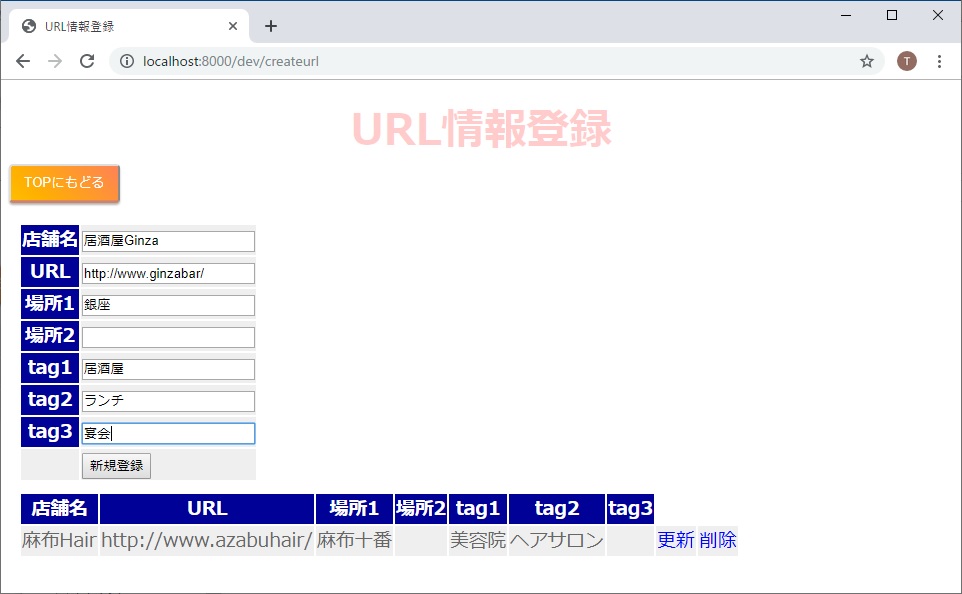 URL情報登録
localhost:8000/dev/createurl
T
URL情報登録
TOPにもどる
店舗名 居酒屋Ginza
URL http://www.ginzabar/
場所1 銀座
場所2
tag1 居酒屋
tag2 ランチ
tag3 宴会
新規登録
店舗名 URL 場所1 場所2 tag1 tag2 tag3
麻布Hair http://www.azabuhair/ 麻布十番 美容院 ヘアサロン 更新 削除